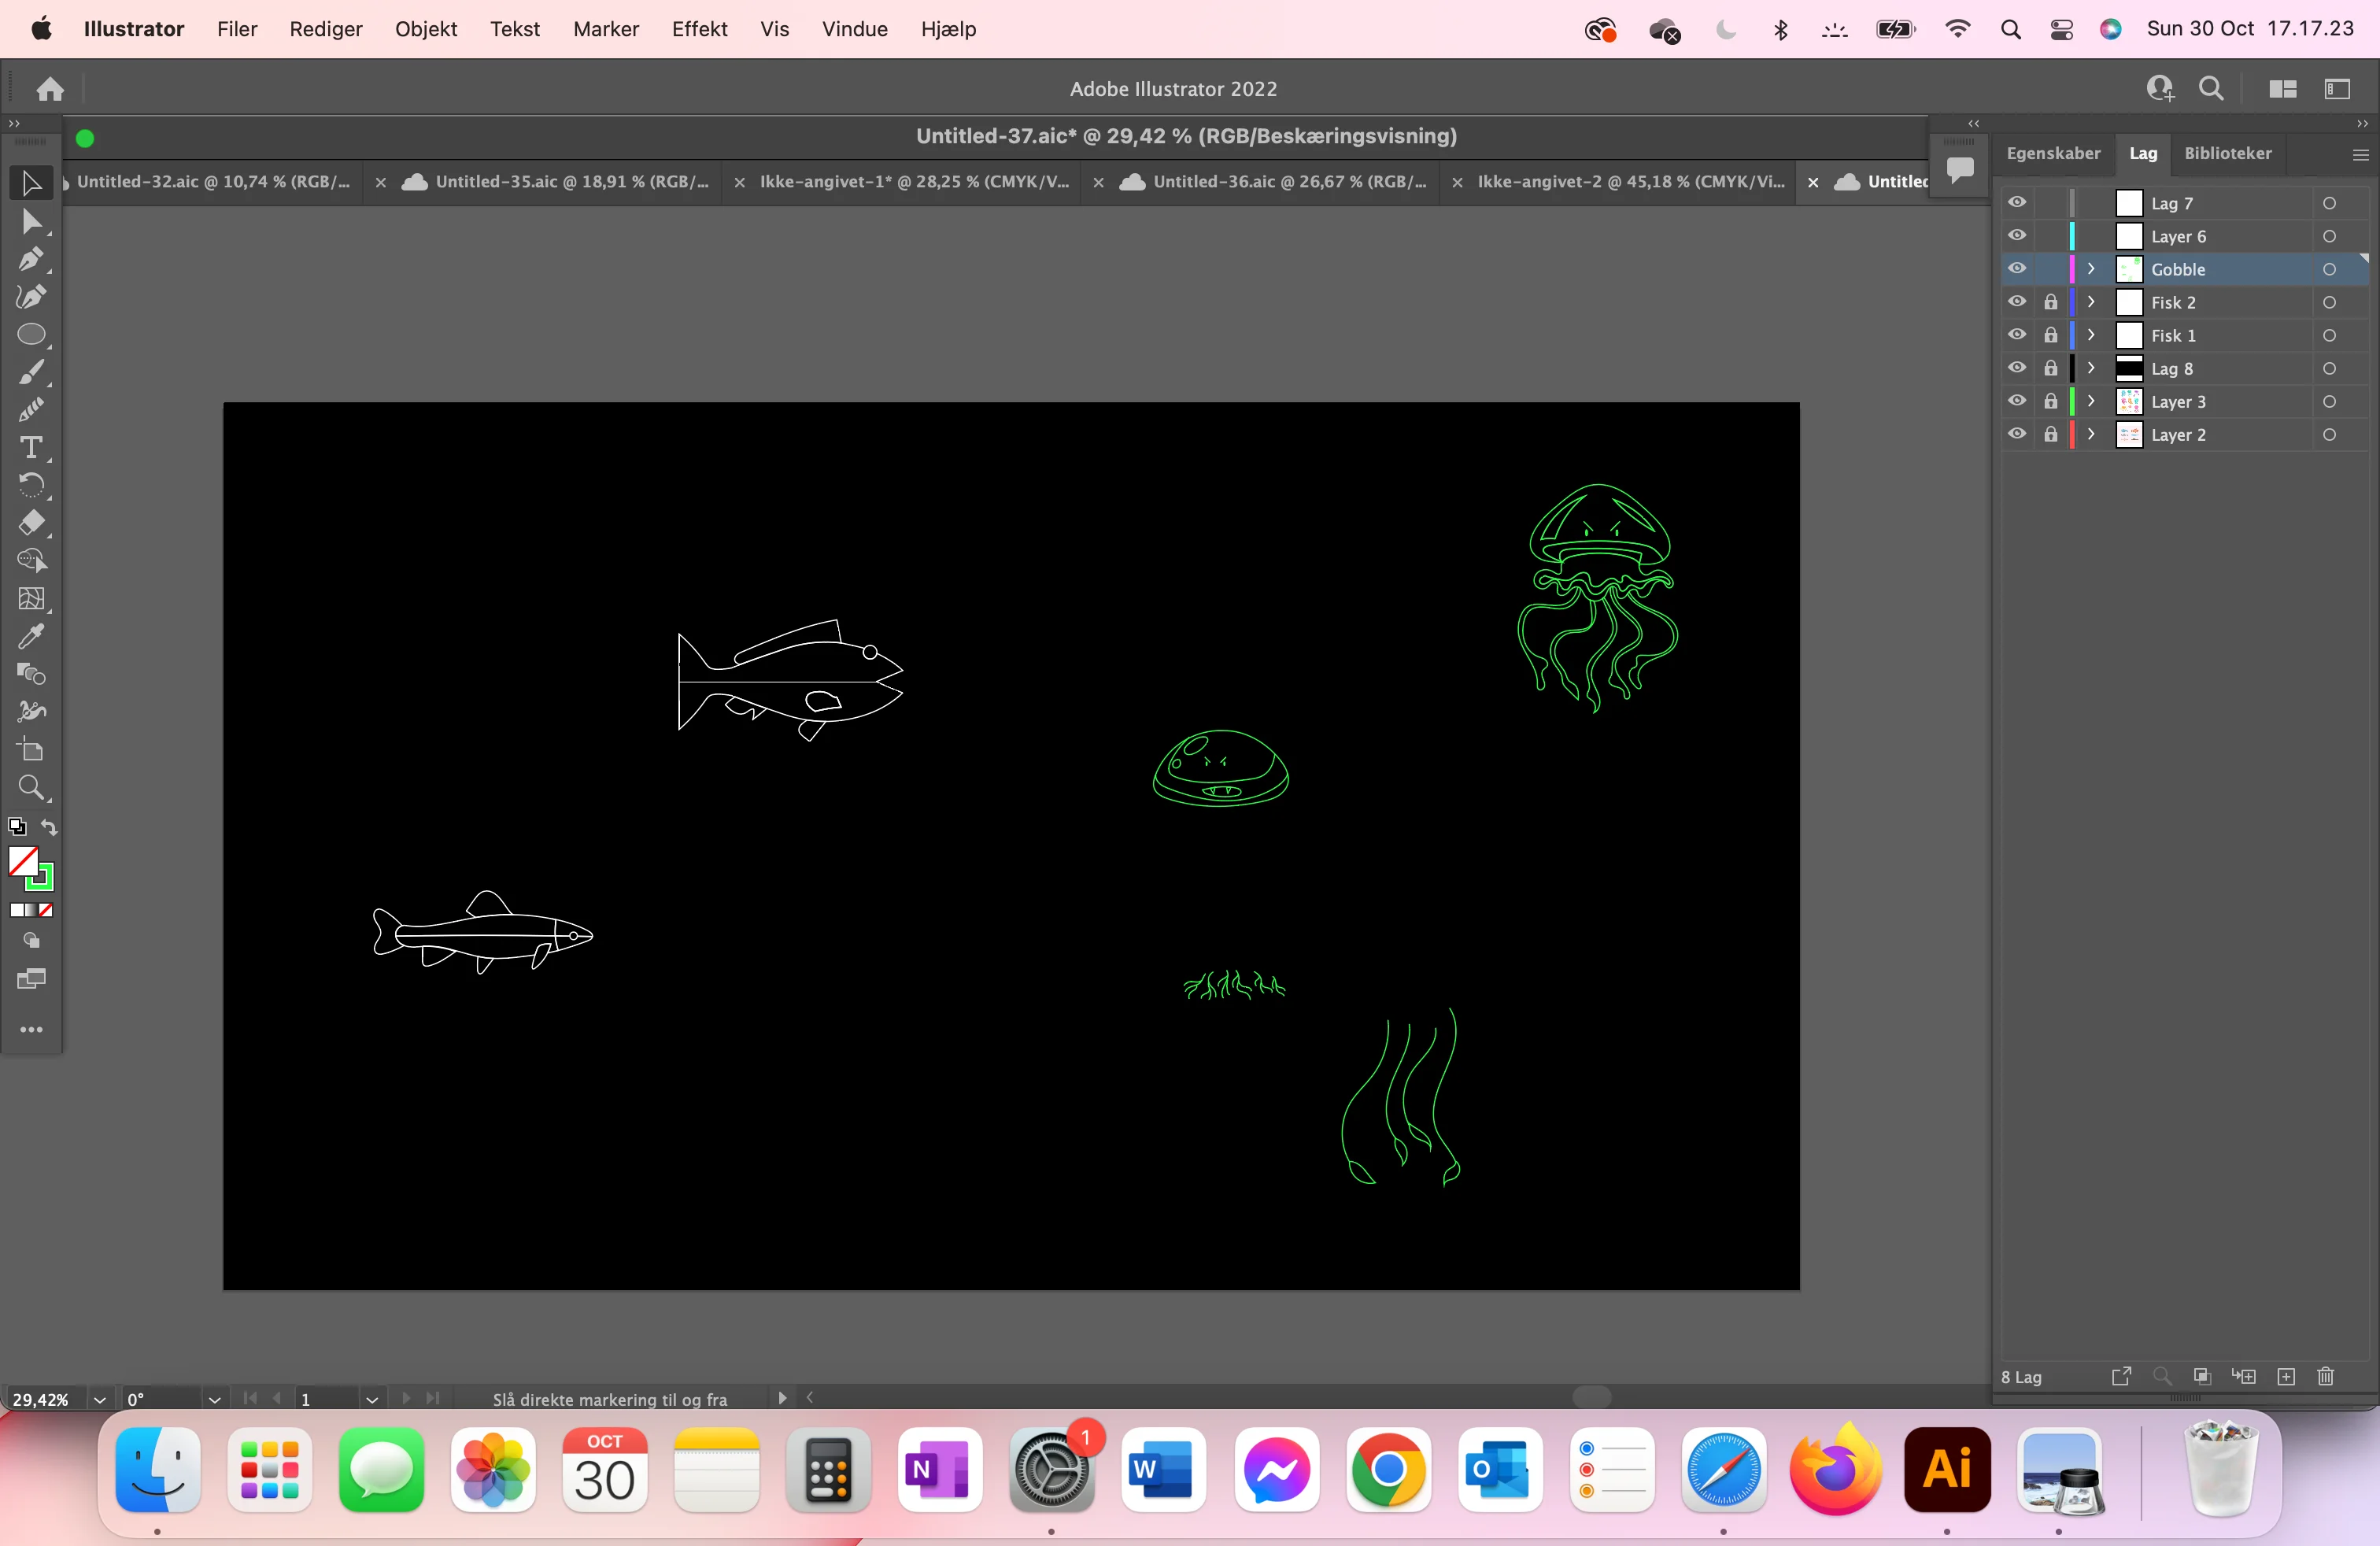 Illustrator Filer Rediger Objekt Tekst Marker Effekt Vis Vindue Hjælp Sun 30 Oct 17.17.23
Adobe Illustrator 2022
Untitled-37.aic* @ 29,42 % (RGB/Beskæringsvisning)
Untitled-32.aic @ 10,74 % (RGB/... Untitled-35.aic @ 18,91 % (RGB/... Ikke-angivet-1* @ 28,25 % (CMYK/V... Untitled-36.aic @ 26,67 % (RGB/... Ikke-angivet-2 @ 45,18 % (CMYK/Vi... Untitled
Egenskaber Lag Biblioteker
Lag 7
Layer 6
Gobble
Fisk 2
Fisk 1
Lag 8
Layer 3
Layer 2
8 Lag
29,42% 0° 1 Slå direkte markering til og fra
OCT
30
N
1
W
O
Ai